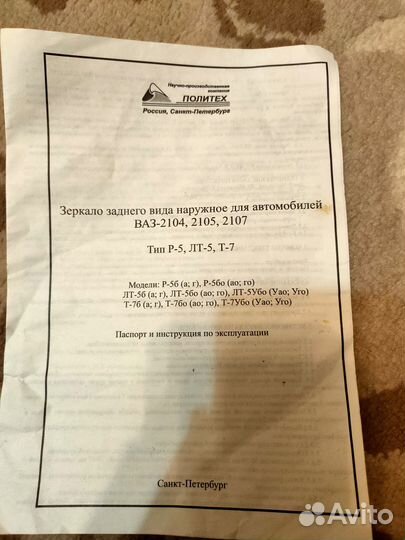 Научно-производственная
компания
ПОЛИТЕХ
Россия, Санкт-Петербург
Зеркало заднего вида наружное для автомобилей
ВАЗ-2104, 2105, 2107
Тип Р-5, ЛТ-5, Т-7
Модели: Р-5б (а; г), Р-5бо (ао; го)
ЛТ-5б (а; г), ЛТ-5бо (ао; го), ЛТ-5Убо (Уао; Уго)
Т-7б (а; г), Т-7бо (ао; го), Т-7Убо (Уао; Уго)
Паспорт и инструкция по эксплуатации
Санкт-Петербург
Avito